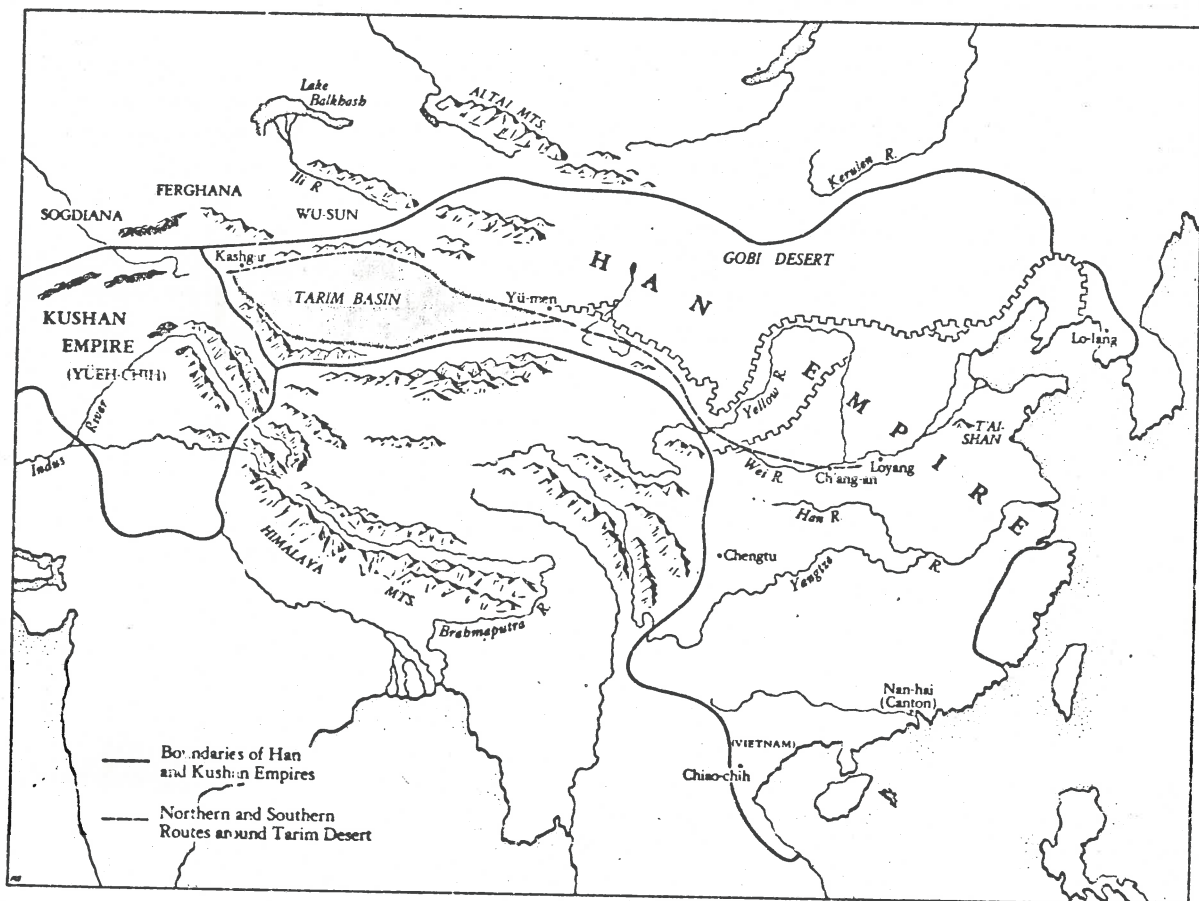 Lake
Balkhash
ALTAI MTS.
Kerulen R.
Ili R.
FERGHANA
SOGDIANA
WU-SUN
Kashgar
TARIM BASIN
Yü-men
HAN
GOBI DESERT
KUSHAN
EMPIRE
(YÜEH-CHIH)
Lo-lang
Yellow R.
EMPIRE
T'AI-
SHAN
River
Indus
Wei R.
Ch'ang-an
Loyang
Han R.
HIMALAYA
MTS.
Chengtu
Yangtze
R.
Brahmaputra R.
Nan-hai
(Canton)
(VIETNAM)
Chiao-chih
Boundaries of Han
and Kushan Empires
Northern and Southern
Routes around Tarim Desert